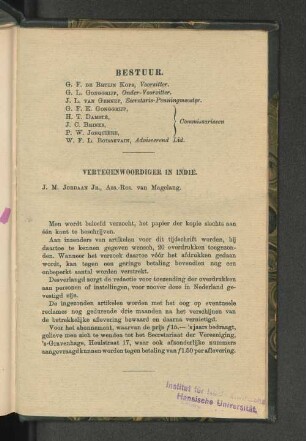 BESTUUR.
G. F. DE BRUIJN KOPS, Voorzitter.
G. L. GONGGRIJP, Onder-Voorzitter.
J. L. VAN GENNEP, Secretaris-Penningmeester.
G. F. E. GONGGRIJP,
H. T. DAMSTÉ,
J. C.
P. W. JONQUIÈRE,
Commissarissen
W. F. L. BOISSEVAIN, Adviseerend Lid.
VERTEGENWOORDIGER IN INDIE.
J. M. JORDAAN JR., Ass.-Res. van Magelang.
Men wordt beleefd verzocht, het papier der kopie slechts aan
één kant te beschrijven.
Aan inzenders van artikelen voor dit tijdschrift worden, bij
daartoe te kennen gegeven wensch, 20 overdrukken toegezon-
den. Wanneer het verzoek daartoe vóór het afdrukken gedaan
wordt, kan tegen een geringe betaling nog een
onbeperkt aantal worden verstrekt.
Desverlangd zorgt de redactie voor toezending der overdrukken
aan personen of instellingen, voor zoover deze in Nederland ge-
vestigd zijn.
De ingezonden artikelen worden met het oog op eventueele
reclames nog gedurende drie maanden na het verschijnen van
de betrekkelijke aflevering bewaard en daarna vernietigd.
Voor het abonnement, waarvan de prijs f 15.— 's jaars bedraagt,
gelieve men zich te wenden tot het Secretariaat der Vereeniging,
's-Gravenhage, Heulstraat 17, waar ook afzonderlijke nummers
aangevraagd kunnen worden tegen betaling van f 1.50 per aflevering.
Institut für
Hansische Universität.